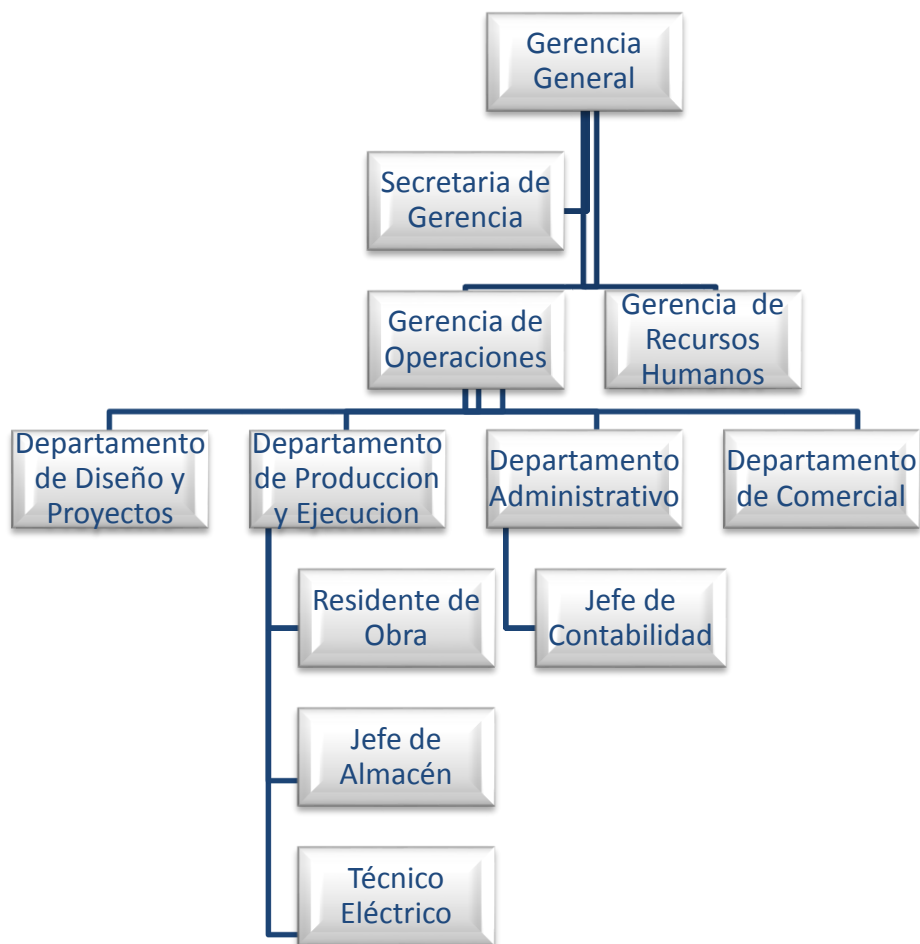 Gerencia
General
Secretaria de
Gerencia
Gerencia de
Operaciones
Gerencia  de
Recursos
Humanos
Departamento
de Diseño y
Proyectos
Departamento
de Produccion
y Ejecucion
Departamento
Administrativo
Departamento
de Comercial
Residente de
Obra
Jefe de
Contabilidad
Jefe de
Almacén
Técnico
Eléctrico